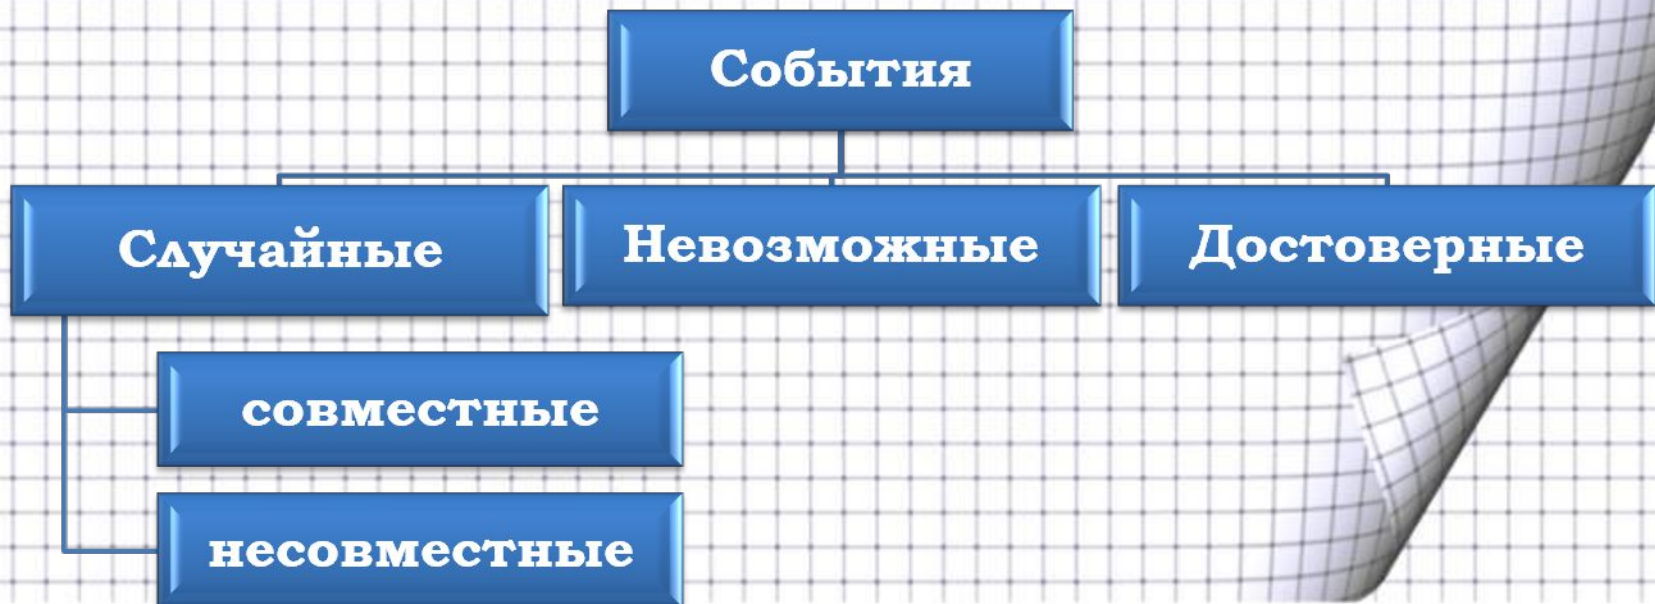 События
Случайные
Невозможные
Достоверные
совместные
несовместные